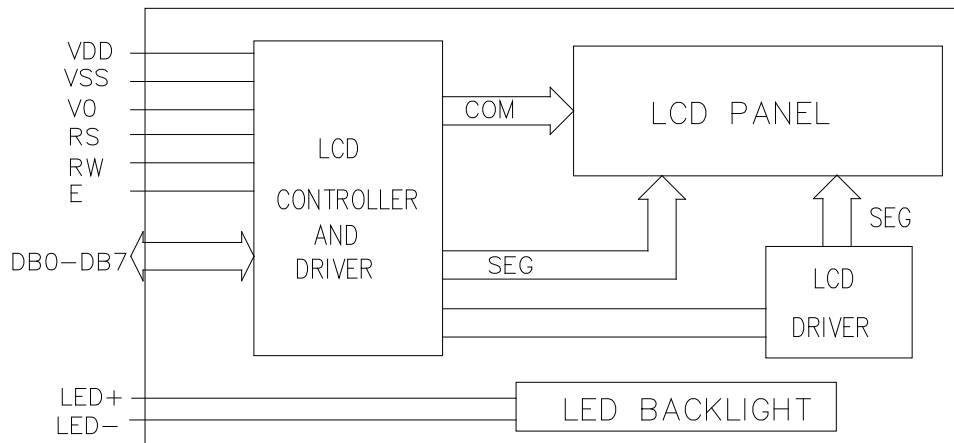 VDD
VSS
V0
RS
RW
E
DB0-DB7
LED+
LED-
LCD
CONTROLLER
AND
DRIVER
COM
SEG
LCD PANEL
SEG
LCD
DRIVER
LED BACKLIGHT